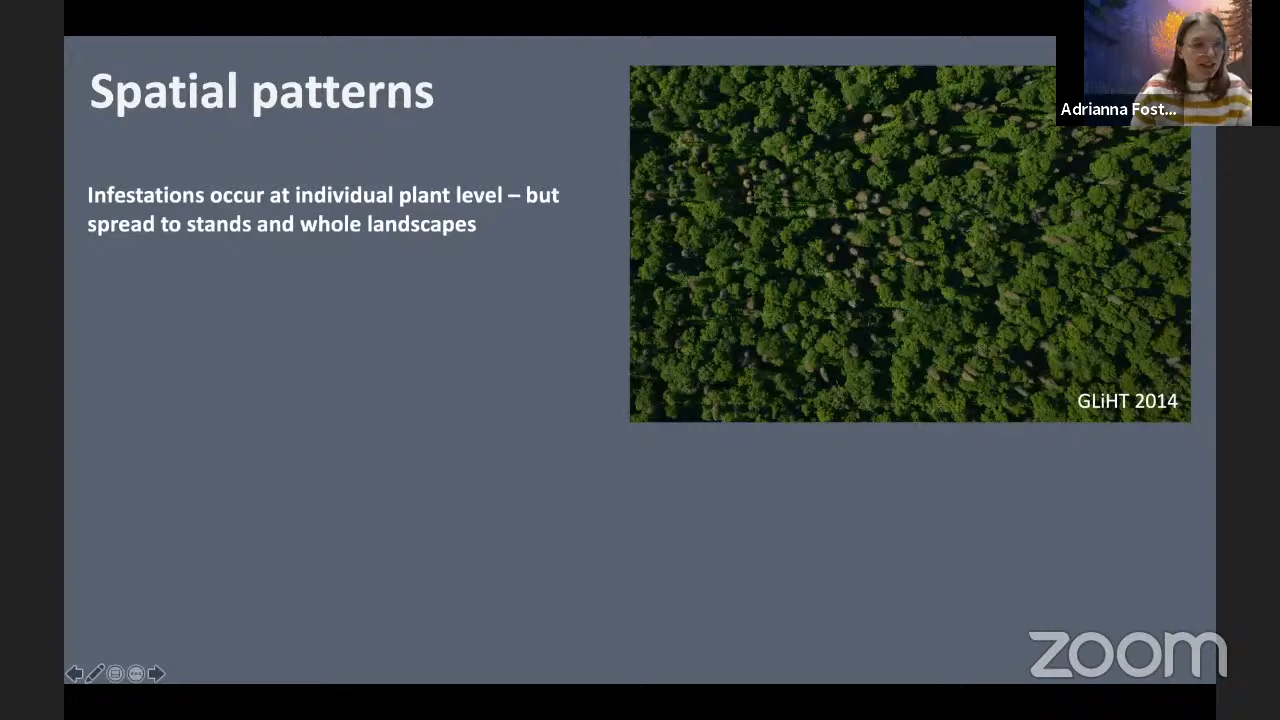 Spatial patterns
Adrianna Fost...
Infestations occur at individual plant level – but
spread to stands and whole landscapes
GLiHT 2014
zoom